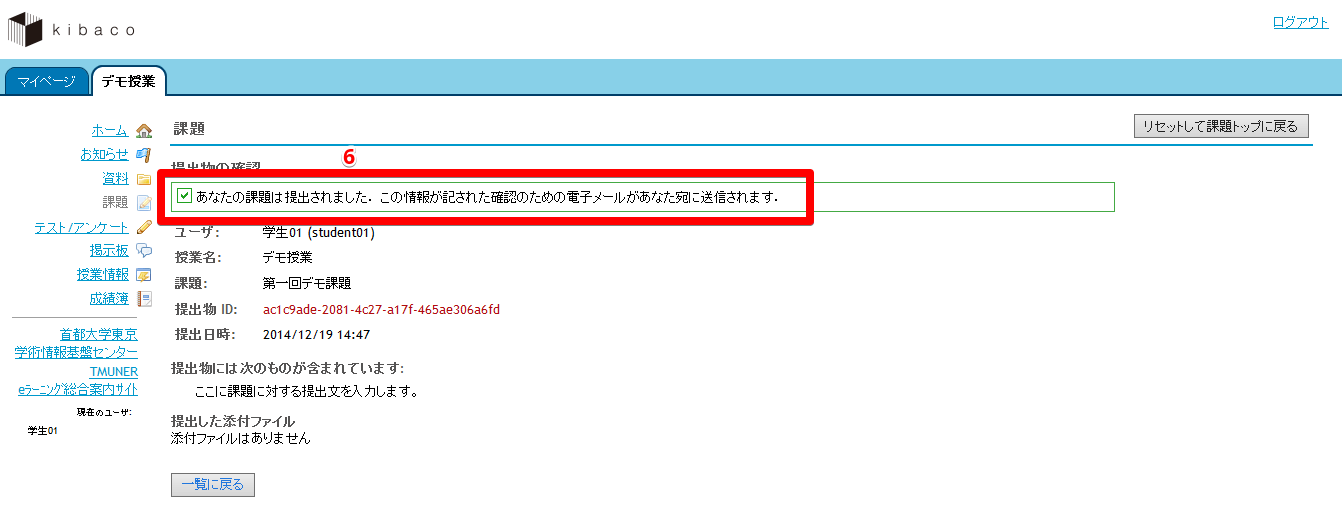 kibaco
ログアウト
マイページ
デモ授業
ホーム
お知らせ
資料
課題
テスト/アンケート
掲示板
授業情報
成績簿
首都大学東京
学術情報基盤センター
TMUNER
eラーニング総合案内サイト
現在のユーザ:
学生01
課題
リセットして課題トップに戻る
提出物の確認
6
あなたの課題は提出されました．この情報が記された確認のための電子メールがあなた宛に送信されます．
ユーザ: 学生01 (student01)
授業名: デモ授業
課題: 第一回デモ課題
提出物 ID: ac1c9ade-2081-4c27-a17f-465ae306a6fd
提出日時: 2014/12/19 14:47
提出物には次のものが含まれています:
ここに課題に対する提出文を入力します。
提出した添付ファイル
添付ファイルはありません
一覧に戻る